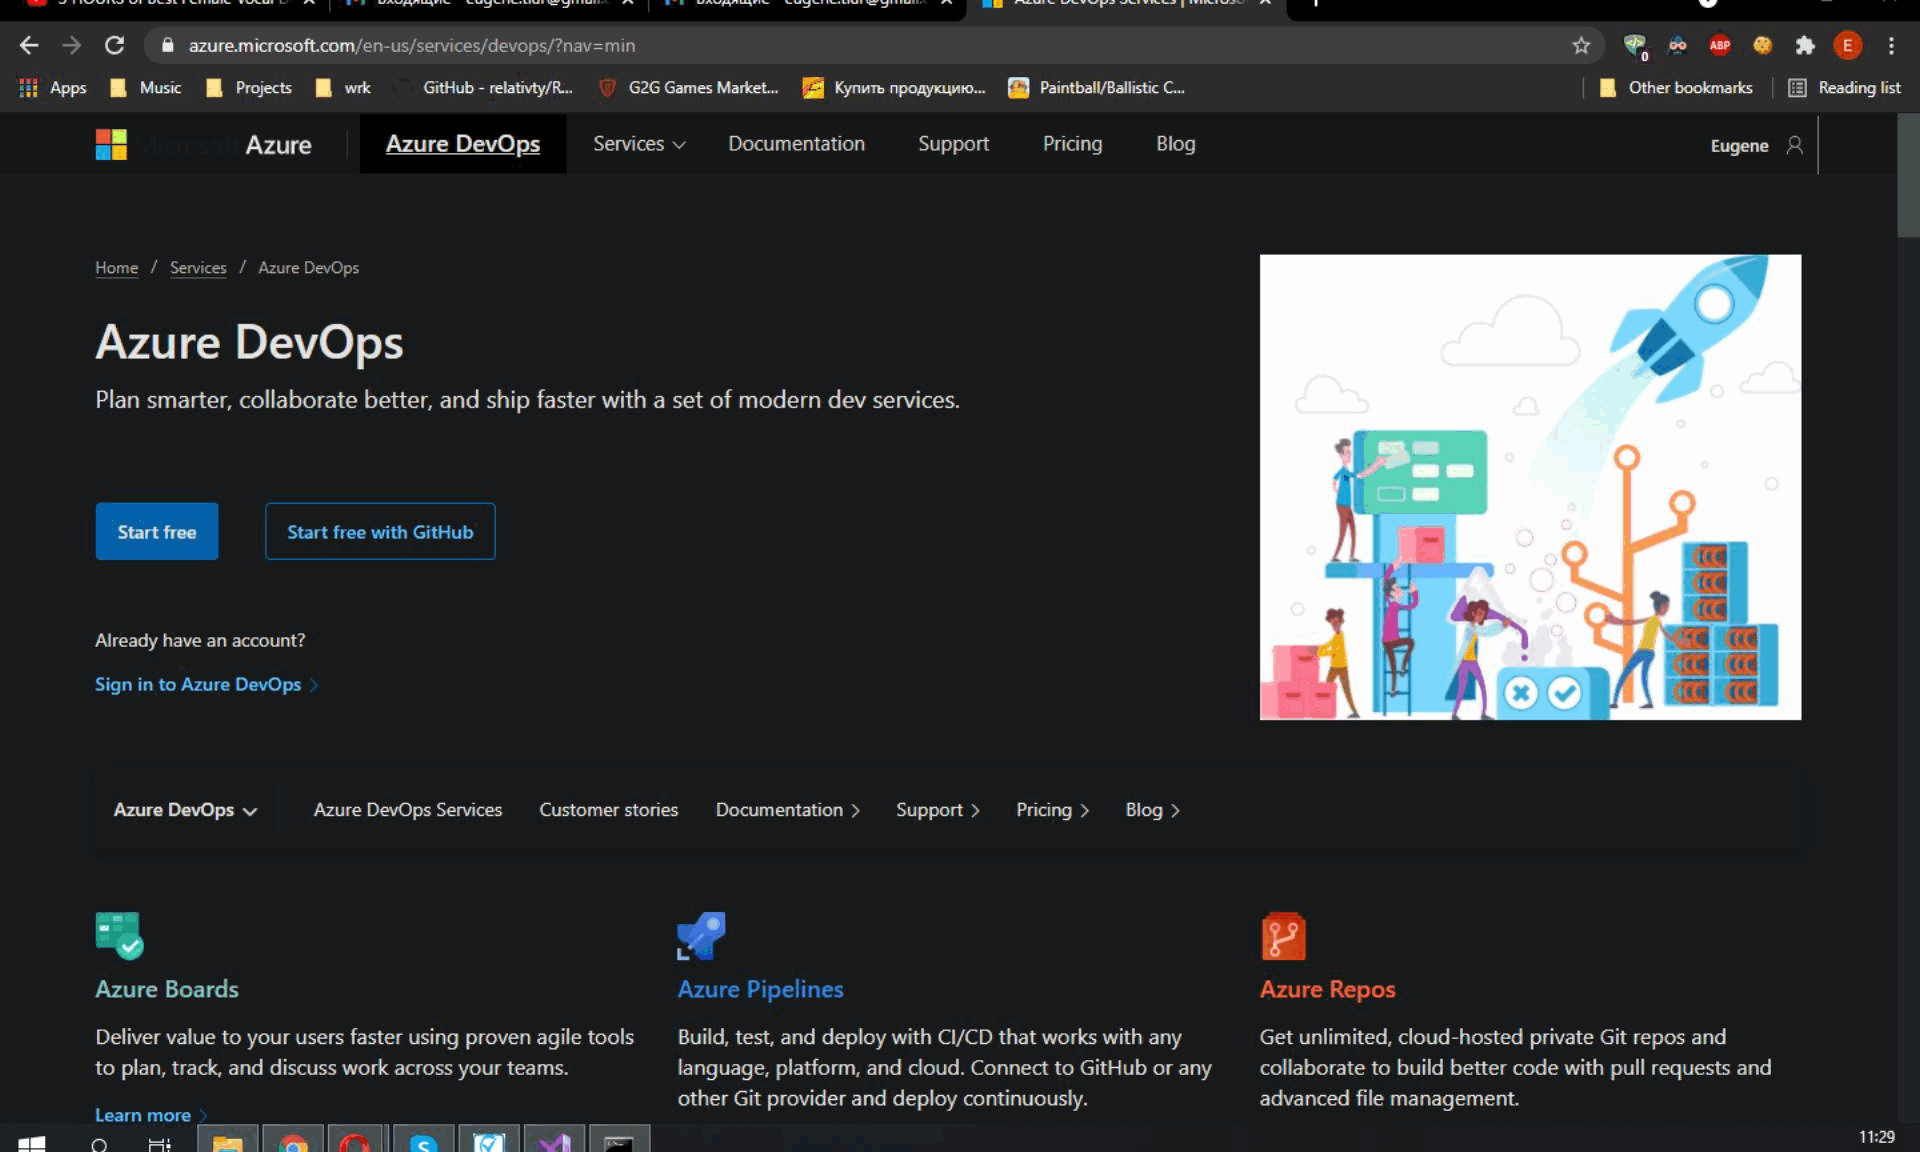 azure.microsoft.com/en-us/services/devops/?nav=min
0
ABP
E
Apps
Music
Projects
wrk
GitHub - relativty/R...
G2G Games Market...
Купить продукцию...
Paintball/Ballistic C...
Other bookmarks
Reading list
Azure
Azure DevOps
Services
Documentation
Support
Pricing
Blog
Eugene
Home / Services / Azure DevOps
Azure DevOps
Plan smarter, collaborate better, and ship faster with a set of modern dev services.
Start free
Start free with GitHub
Already have an account?
Sign in to Azure DevOps
Azure DevOps
Azure DevOps Services
Customer stories
Documentation
Support
Pricing
Blog
Azure Boards
Deliver value to your users faster using proven agile tools
to plan, track, and discuss work across your teams.
Learn more
Azure Pipelines
Build, test, and deploy with CI/CD that works with any
language, platform, and cloud. Connect to GitHub or any
other Git provider and deploy continuously.
Azure Repos
Get unlimited, cloud-hosted private Git repos and
collaborate to build better code with pull requests and
advanced file management.
11:29